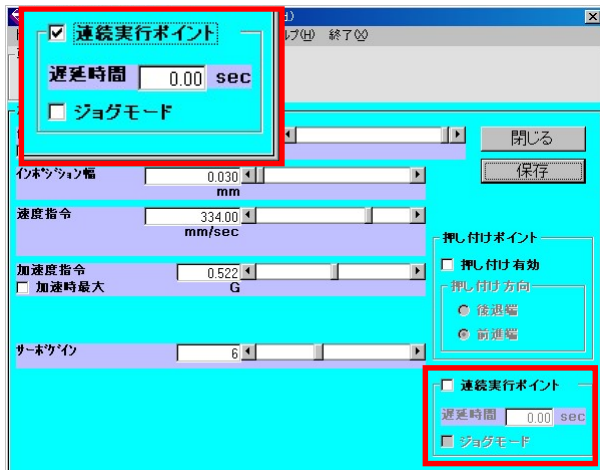 ルプ(H) 終了(X)
連続実行ポイント
遅延時間 0.00 sec
ジョグモード
閉じる
保存
インポジション幅 0.030
mm
速度指令 334.00
mm/sec
加速度指令 0.522
加速時最大 G
サーボゲイン 6
押し付けポイント
押し付け有効
押し付け方向
後退端
前進端
連続実行ポイント
遅延時間 0.00 sec
ジョグモード